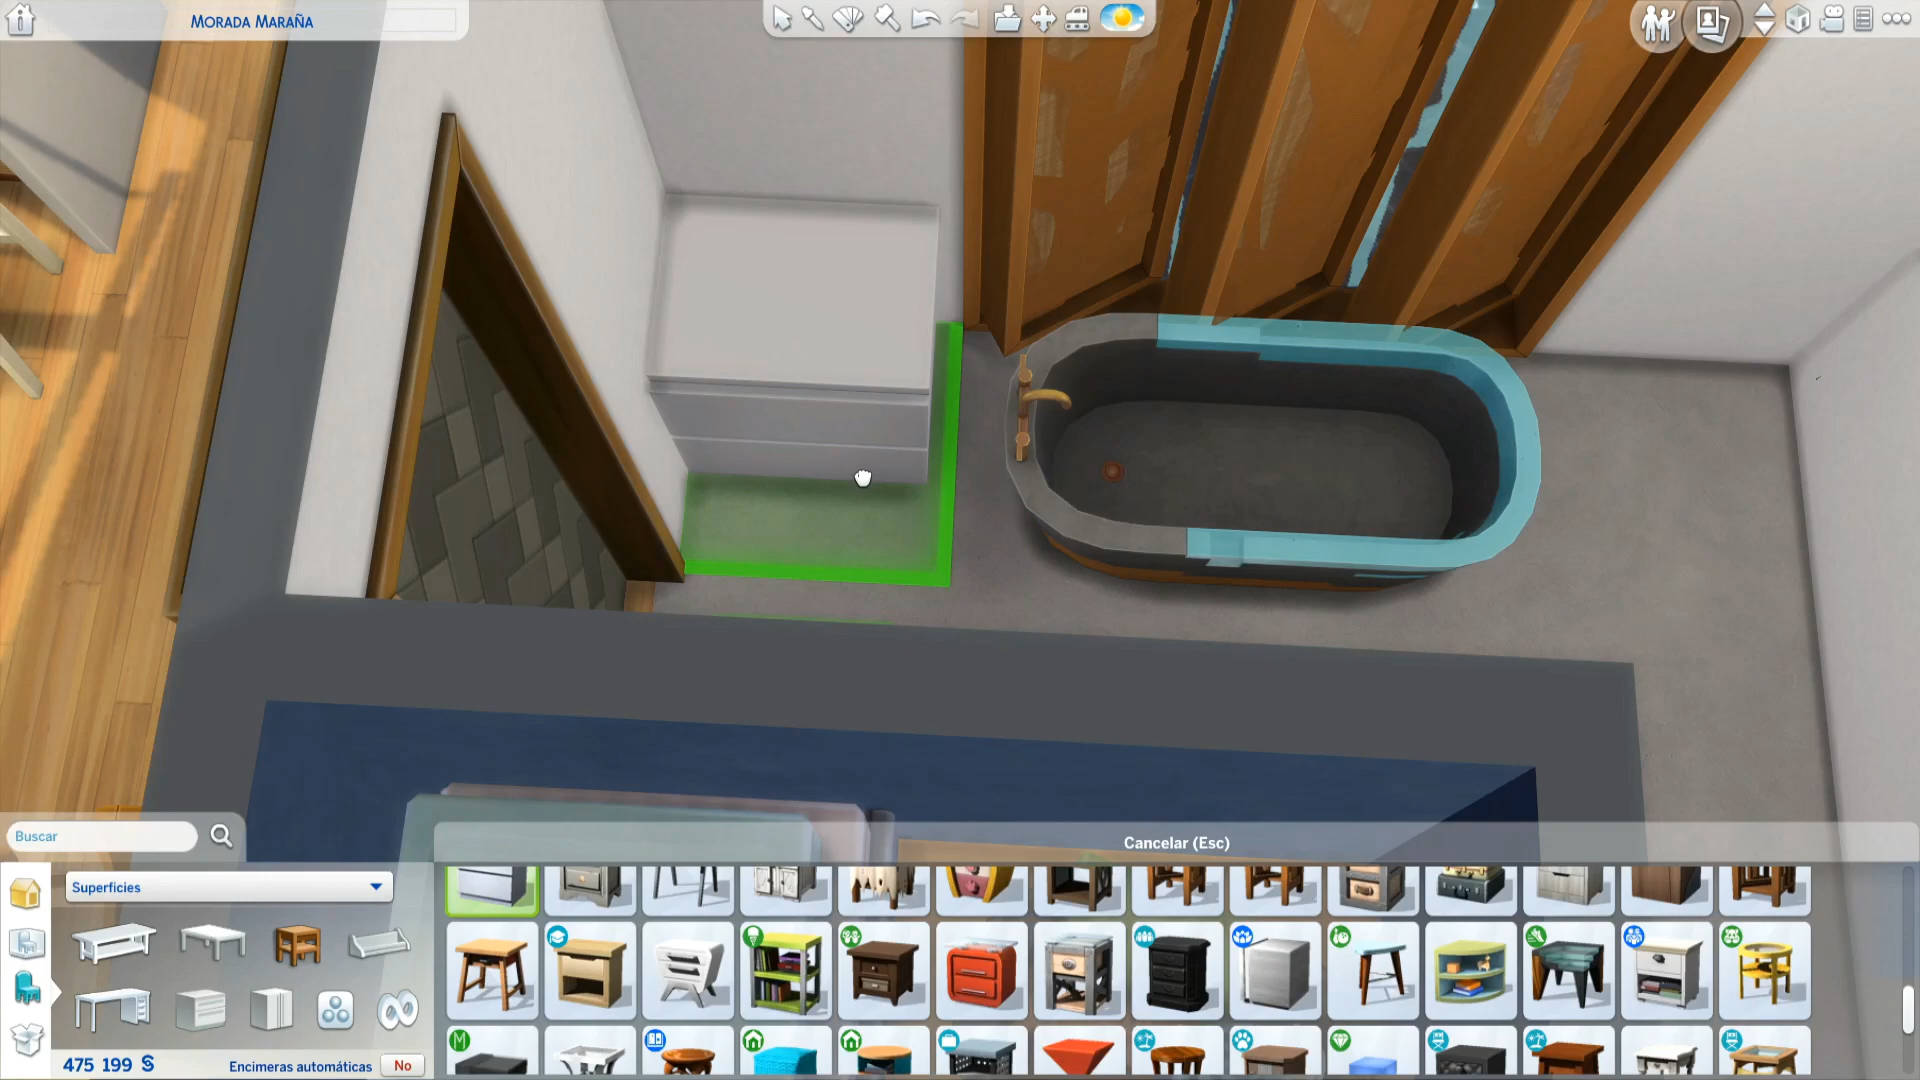 Morada Maraña
Buscar
Cancelar (Esc)
Superficies
475 199 S
Encimeras automáticas
No